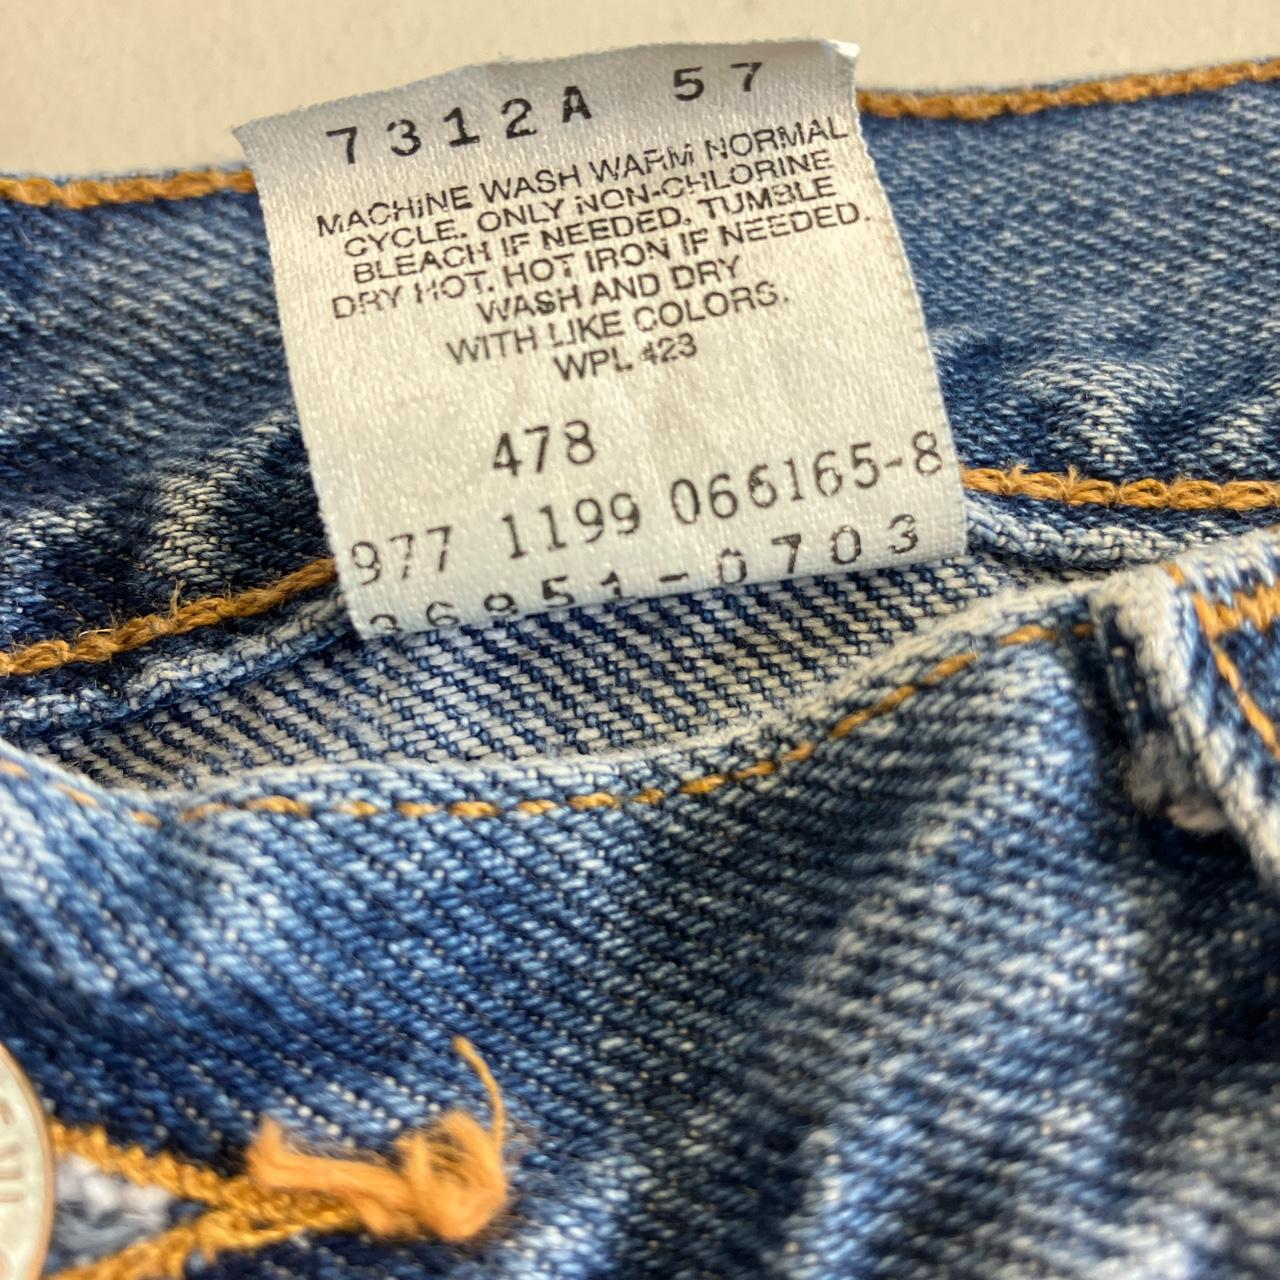 7312A 57
MACHINE WASH WARM NORMAL
CYCLE. ONLY NON-CHLORINE
BLEACH IF NEEDED. TUMBLE
DRY HOT. HOT IRON IF NEEDED.
WASH AND DRY
WITH LIKE COLORS.
WPL 423
478
977 1199 066165-8